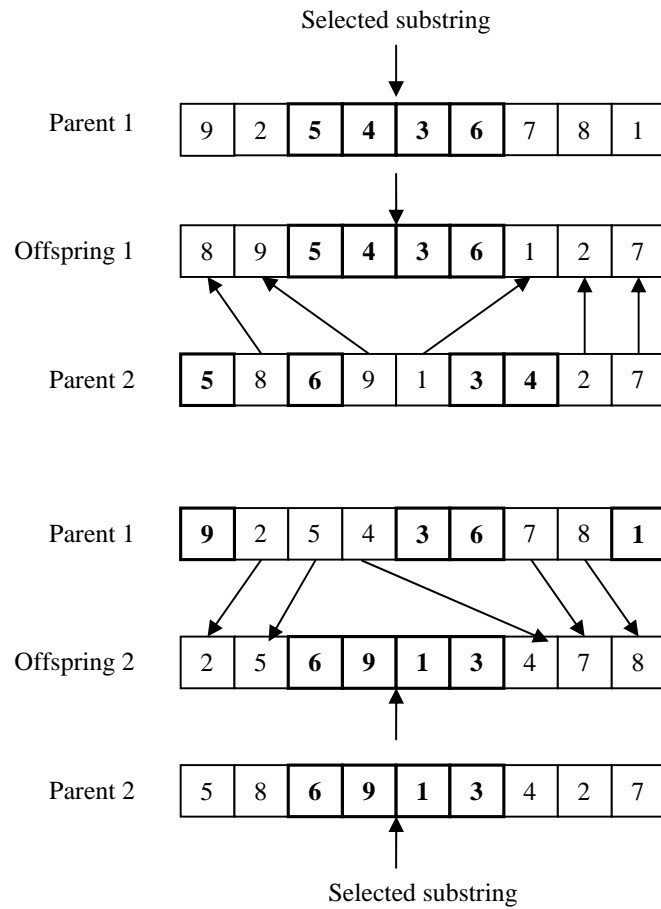 Selected substring
Parent 1 9 2 5 4 3 6 7 8 1
Offspring 1 8 9 5 4 3 6 1 2 7
Parent 2 5 8 6 9 1 3 4 2 7
Parent 1 9 2 5 4 3 6 7 8 1
Offspring 2 2 5 6 9 1 3 4 7 8
Parent 2 5 8 6 9 1 3 4 2 7
Selected substring